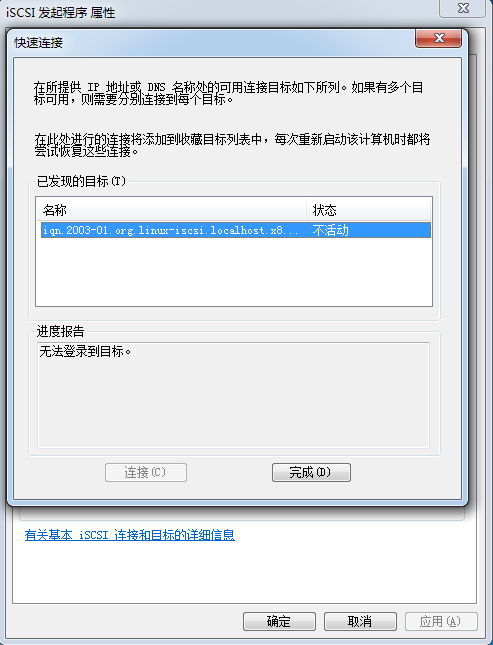 iSCSI 发起程序 属性
快速连接
在所提供 IP 地址或 DNS 名称处的可用连接目标如下所列。如果有多个目
标可用，则需要分别连接到每个目标。
在此处进行的连接将添加到收藏目标列表中，每次重新启动该计算机时都将
尝试恢复这些连接。
已发现的目标(T)
名称 状态
iqn.2003-01.org.linux-iscsi.localhost.x8... 不活动
进度报告
无法登录到目标。
连接(C) 完成(D)
有关基本 iSCSI 连接和目标的详细信息
确定 取消 应用(A)